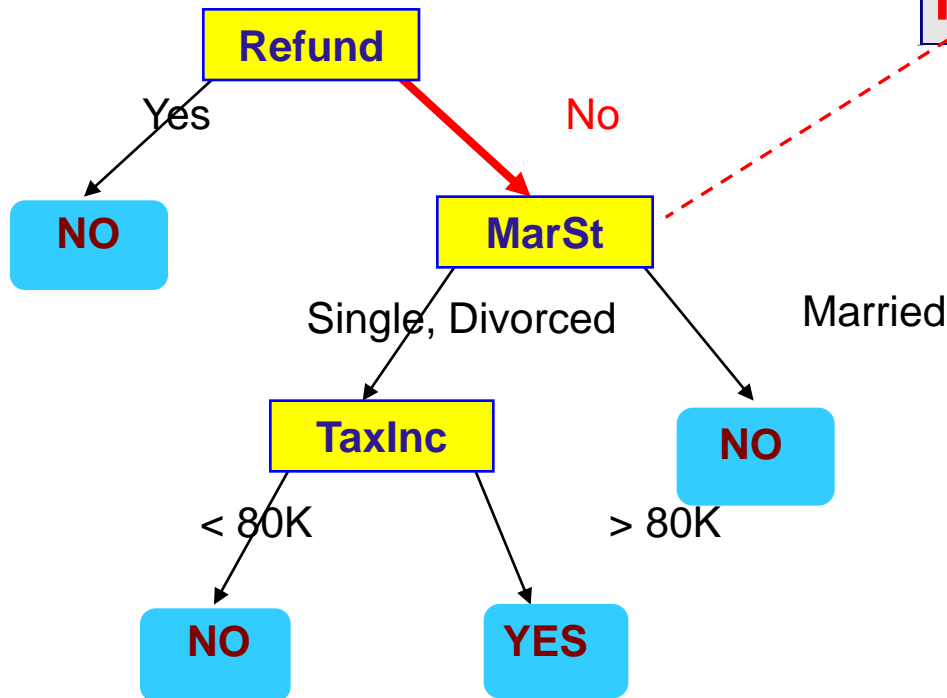 Refund
Yes
No
NO
MarSt
Single, Divorced
Married
TaxInc
NO
< 80K
> 80K
NO
YES